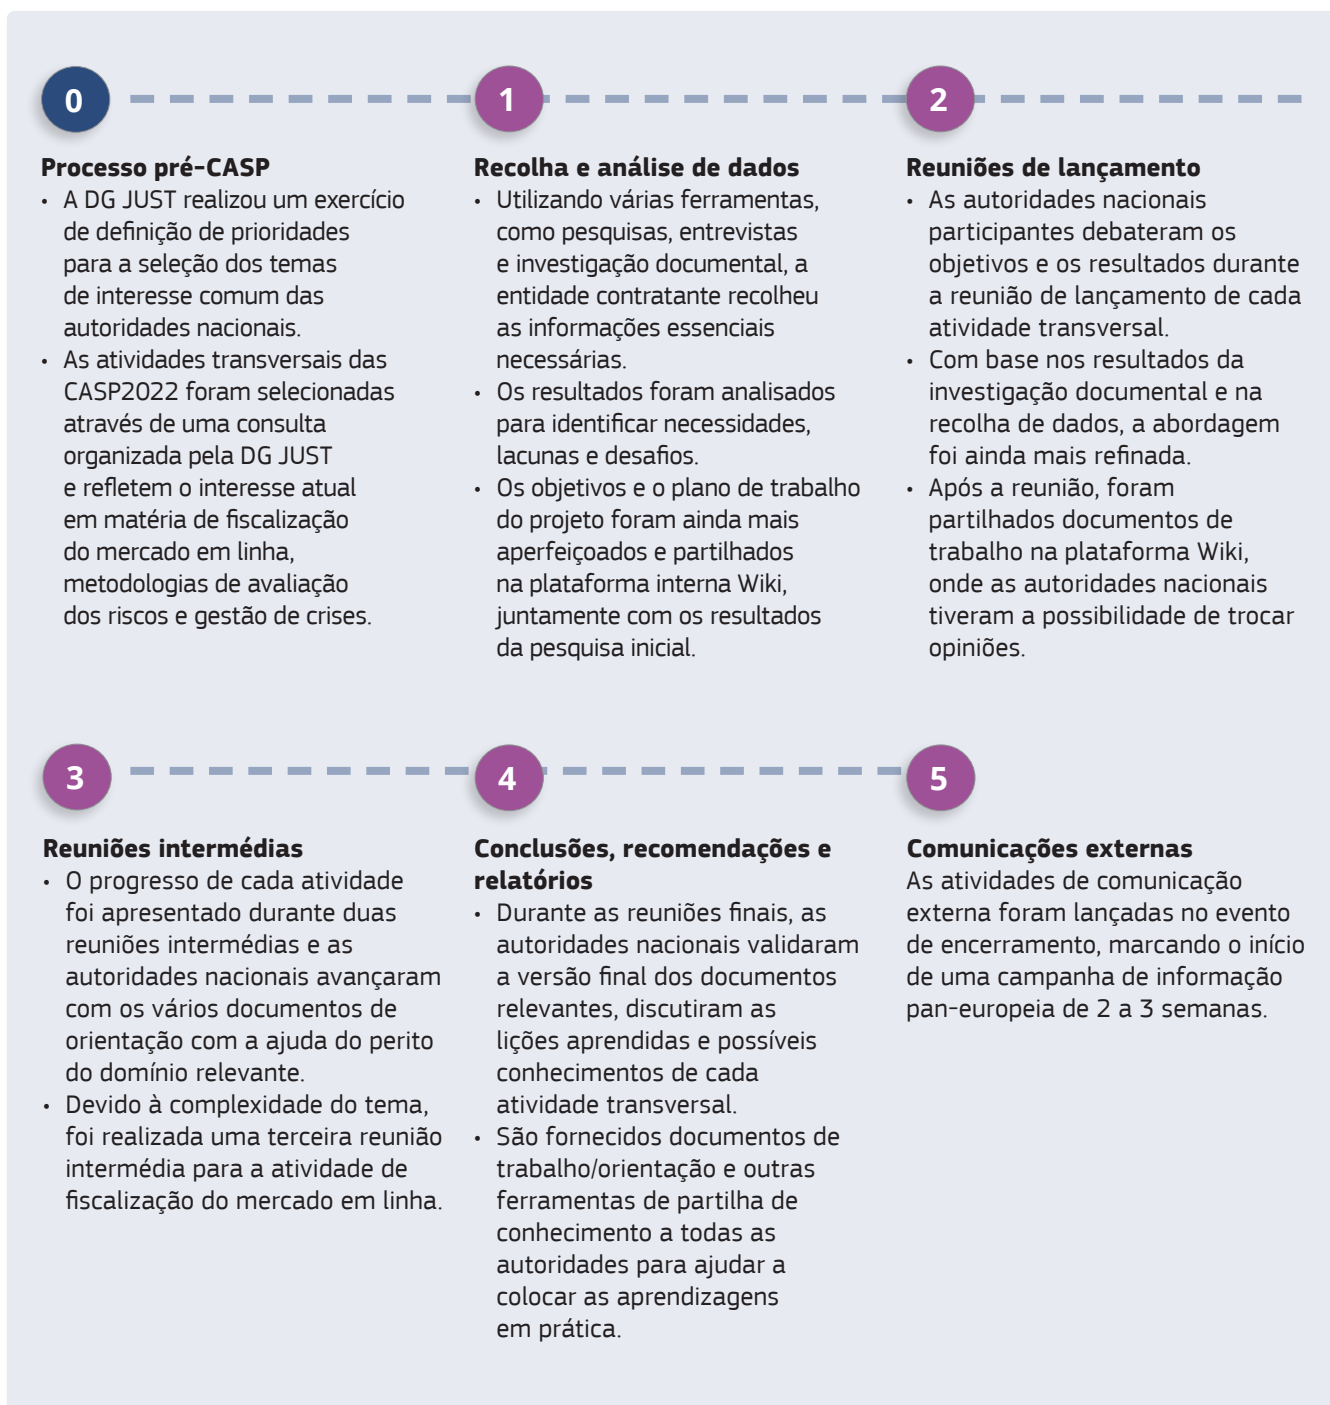 0
Processo pré-CASP
• A DG JUST realizou um exercício
de definição de prioridades
para a seleção dos temas
de interesse comum das
autoridades nacionais.
• As atividades transversais das
CASP2022 foram selecionadas
através de uma consulta
organizada pela DG JUST
e refletem o interesse atual
em matéria de fiscalização
do mercado em linha,
metodologias de avaliação
dos riscos e gestão de crises.
1
Recolha e análise de dados
• Utilizando várias ferramentas,
como pesquisas, entrevistas
e investigação documental, a
entidade contratante recolheu
as informações essenciais
necessárias.
• Os resultados foram analisados
para identificar necessidades,
lacunas e desafios.
• Os objetivos e o plano de trabalho
do projeto foram ainda mais
aperfeiçoados e partilhados
na plataforma interna Wiki,
juntamente com os resultados
da pesquisa inicial.
2
Reuniões de lançamento
• As autoridades nacionais
participantes debateram os
objetivos e os resultados durante
a reunião de lançamento de cada
atividade transversal.
• Com base nos resultados da
investigação documental e na
recolha de dados, a abordagem
foi ainda mais refinada.
• Após a reunião, foram
partilhados documentos de
trabalho na plataforma Wiki,
onde as autoridades nacionais
tiveram a possibilidade de trocar
opiniões.
3
Reuniões intermédias
• O progresso de cada atividade
foi apresentado durante duas
reuniões intermédias e as
autoridades nacionais avançaram
com os vários documentos de
orientação com a ajuda do perito
do domínio relevante.
• Devido à complexidade do tema,
foi realizada uma terceira reunião
intermédia para a atividade de
fiscalização do mercado em linha.
4
Conclusões, recomendações e
relatórios
• Durante as reuniões finais, as
autoridades nacionais validaram
a versão final dos documentos
relevantes, discutiram as
lições aprendidas e possíveis
conhecimentos de cada
atividade transversal.
• São fornecidos documentos de
trabalho/orientação e outras
ferramentas de partilha de
conhecimento a todas as
autoridades para ajudar a
colocar as aprendizagens
em prática.
5
Comunicações externas
As atividades de comunicação
externa foram lançadas no evento
de encerramento, marcando o início
de uma campanha de informação
pan-europeia de 2 a 3 semanas.